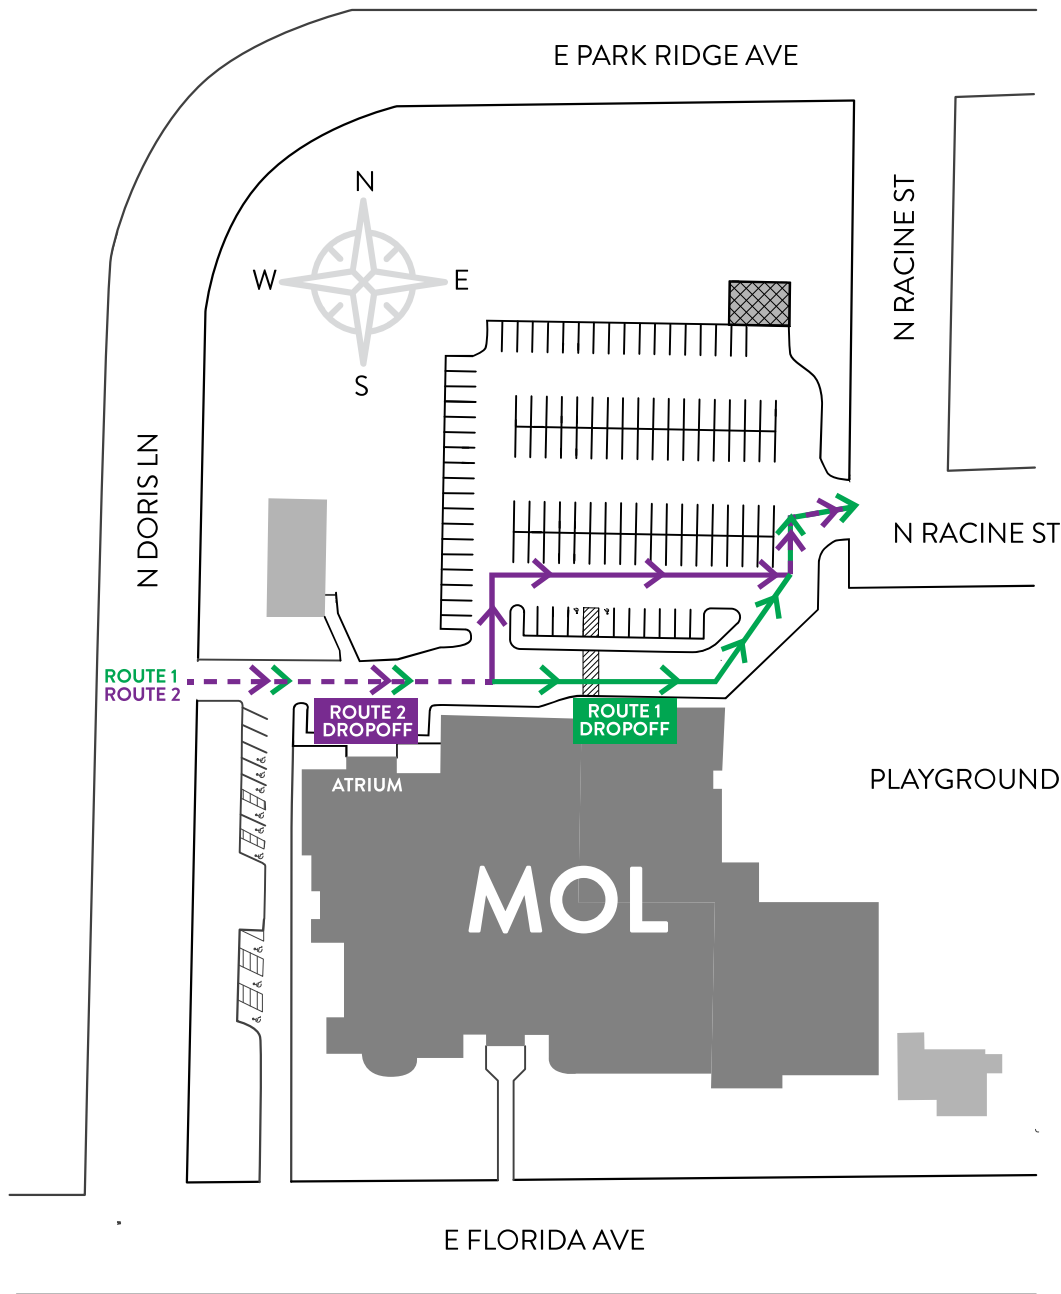 E PARK RIDGE AVE
N
N RACINE ST
W
E
S
N DORIS LN
N RACINE ST
ROUTE 1
ROUTE 2
ROUTE 2
DROPOFF
ROUTE 1
DROPOFF
ATRIUM
PLAYGROUND
MOL
E FLORIDA AVE